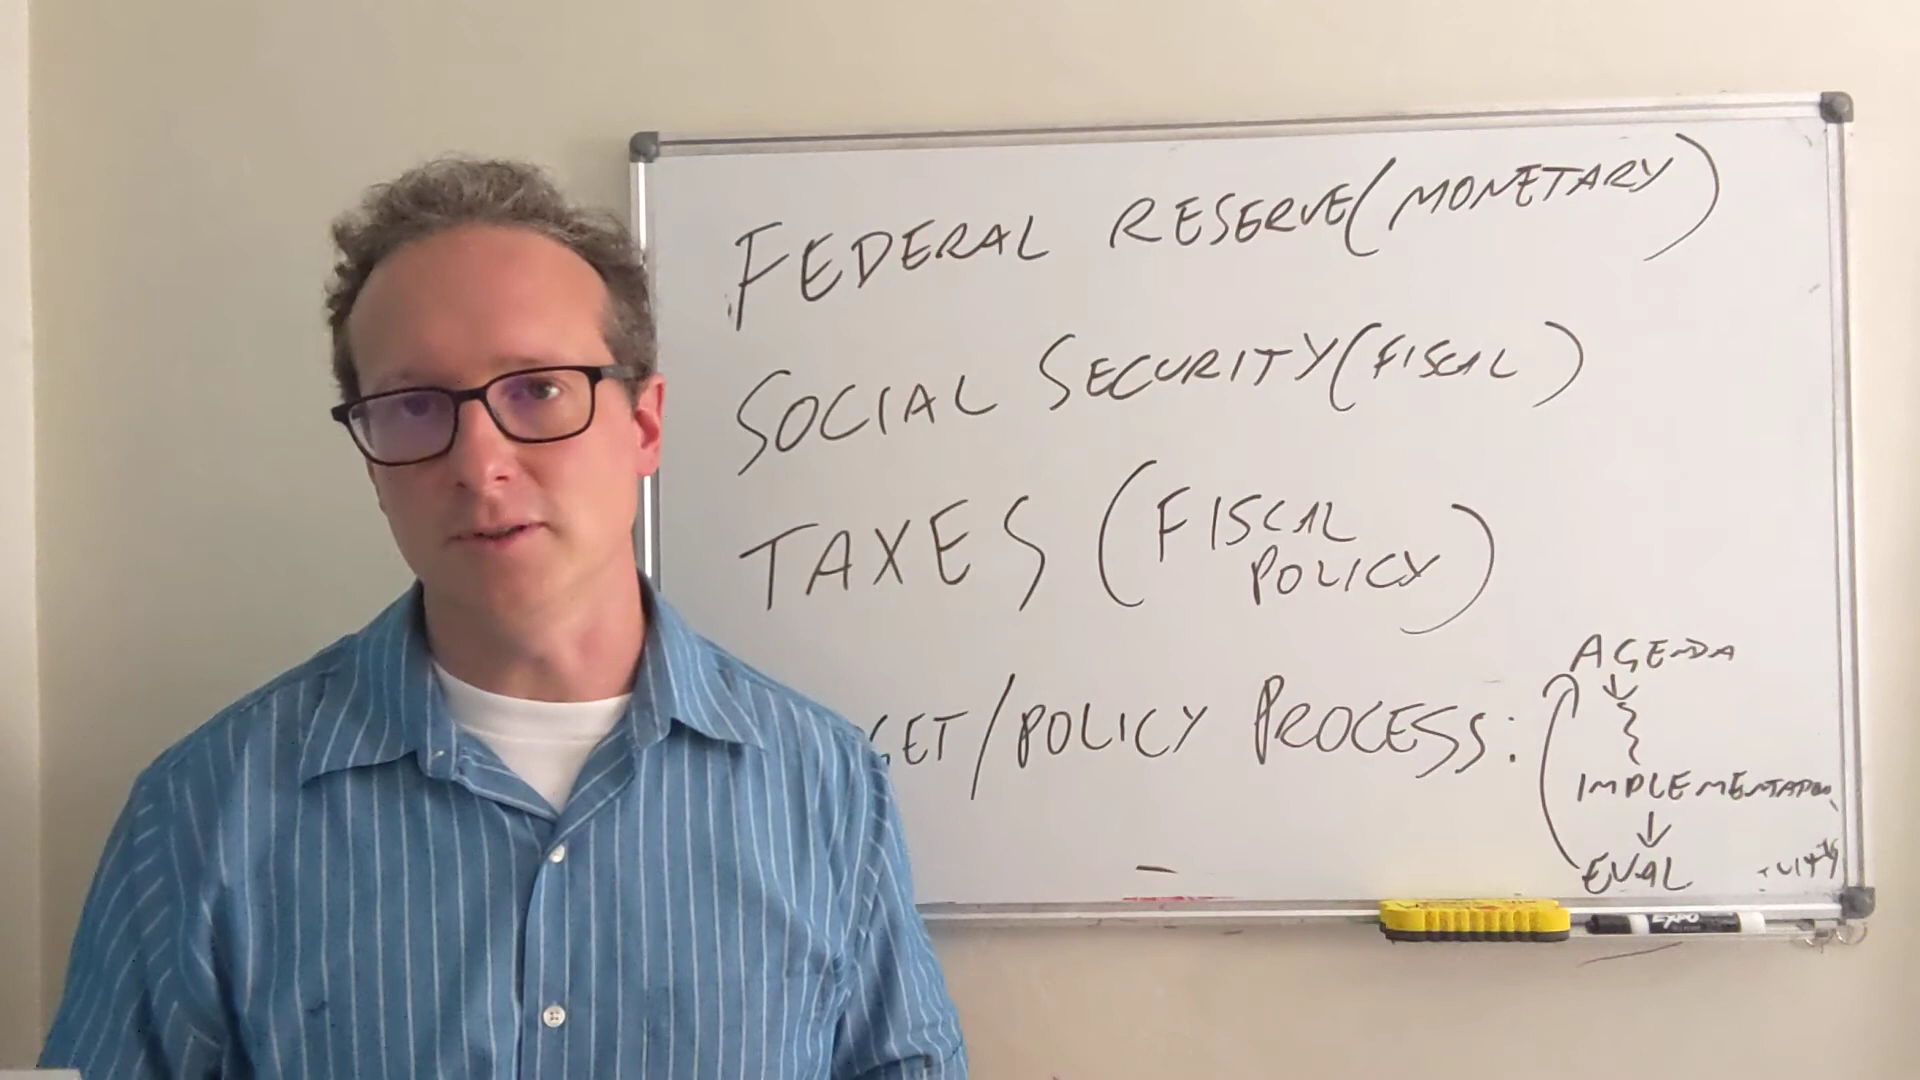 FEDERAL RESERVE (MONETARY)
SOCIAL SECURITY (FISCAL)
TAXES (FISCAL
POLICY)
GET/POLICY PROCESS:
AGENDA
IMPLEMENTATION
EVAL
EXPO